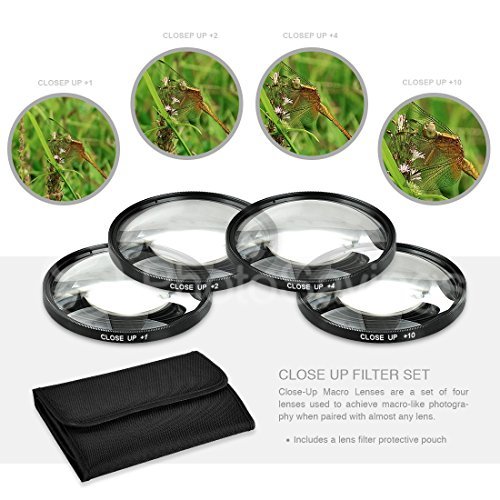 CLOSEP UP +1
CLOSEP UP +2
CLOSEP UP +4
CLOSEP UP +10
CLOSE UP +2
CLOSE UP +4
CLOSE UP +1
CLOSE UP +10
CLOSE UP FILTER SET
Close-Up Macro Lenses are a set of four
lenses used to achieve macro-like photogra-
phy when paired with almost any lens.
• Includes a lens filter protective pouch